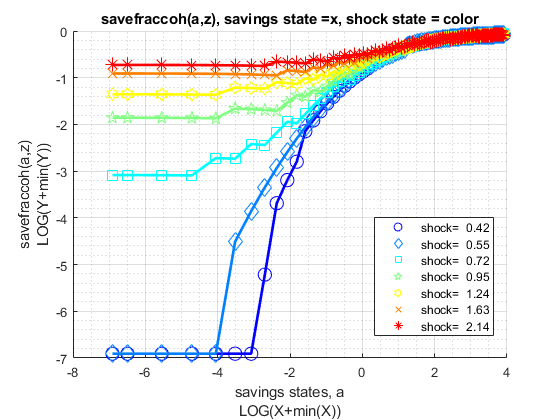 savefraccoh(a,z), savings state =x, shock state = color
savefraccoh(a,z)
LOG(Y+min(Y))
0
-1
-2
-3
-4
-5
-6
-7
shock= 0.42
shock= 0.55
shock= 0.72
shock= 0.95
shock= 1.24
shock= 1.63
shock= 2.14
-8
-6
-4
-2
0
2
4
savings states, a
LOG(X+min(X))